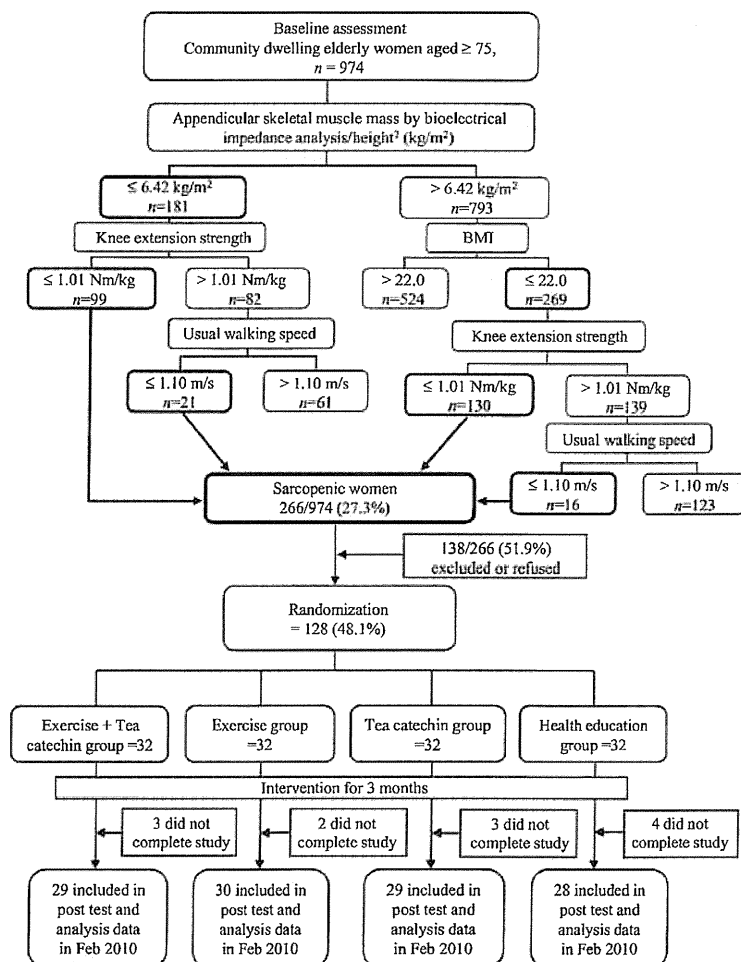 Baseline assessment
Community dwelling elderly women aged ≥ 75,
n = 974
Appendicular skeletal muscle mass by bioelectrical
impedance analysis/height² (kg/m²)
≤ 6.42 kg/m²
n=181
> 6.42 kg/m²
n=793
Knee extension strength
BMI
≤ 1.01 Nm/kg
n=99
> 1.01 Nm/kg
n=82
> 22.0
n=524
≤ 22.0
n=269
Usual walking speed
Knee extension strength
≤ 1.10 m/s
n=21
> 1.10 m/s
n=61
≤ 1.01 Nm/kg
n=130
> 1.01 Nm/kg
n=139
Usual walking speed
Sarcopenic women
266/974 (27.3%)
≤ 1.10 m/s
n=16
> 1.10 m/s
n=123
138/266 (51.9%)
excluded or refused
Randomization
= 128 (48.1%)
Exercise + Tea
catechin group =32
Exercise group
=32
Tea catechin group
=32
Health education
group =32
Intervention for 3 months
3 did not
complete study
2 did not
complete study
3 did not
complete study
4 did not
complete study
29 included in
post test and
analysis data
in Feb 2010
30 included in
post test and
analysis data
in Feb 2010
29 included in
post test and
analysis data
in Feb 2010
28 included in
post test and
analysis data
in Feb 2010